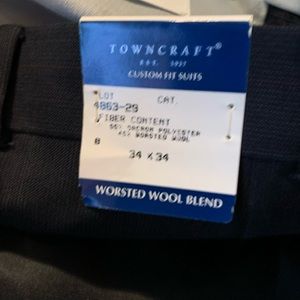 TOWNCRAFT®
EST. 1927
CUSTOM FIT SUITS
LOT CAT.
4863-29
FIBER CONTENT
55% DACRON POLYESTER
45% WORSTED WOOL
8
34 X 34
WORSTED WOOL BLEND